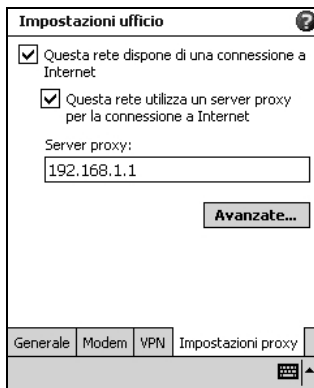 Impostazioni ufficio
Questa rete dispone di una connessione a
Internet
Questa rete utilizza un server proxy
per la connessione a Internet
Server proxy:
192.168.1.1
Avanzate...
Generale Modem VPN Impostazioni proxy